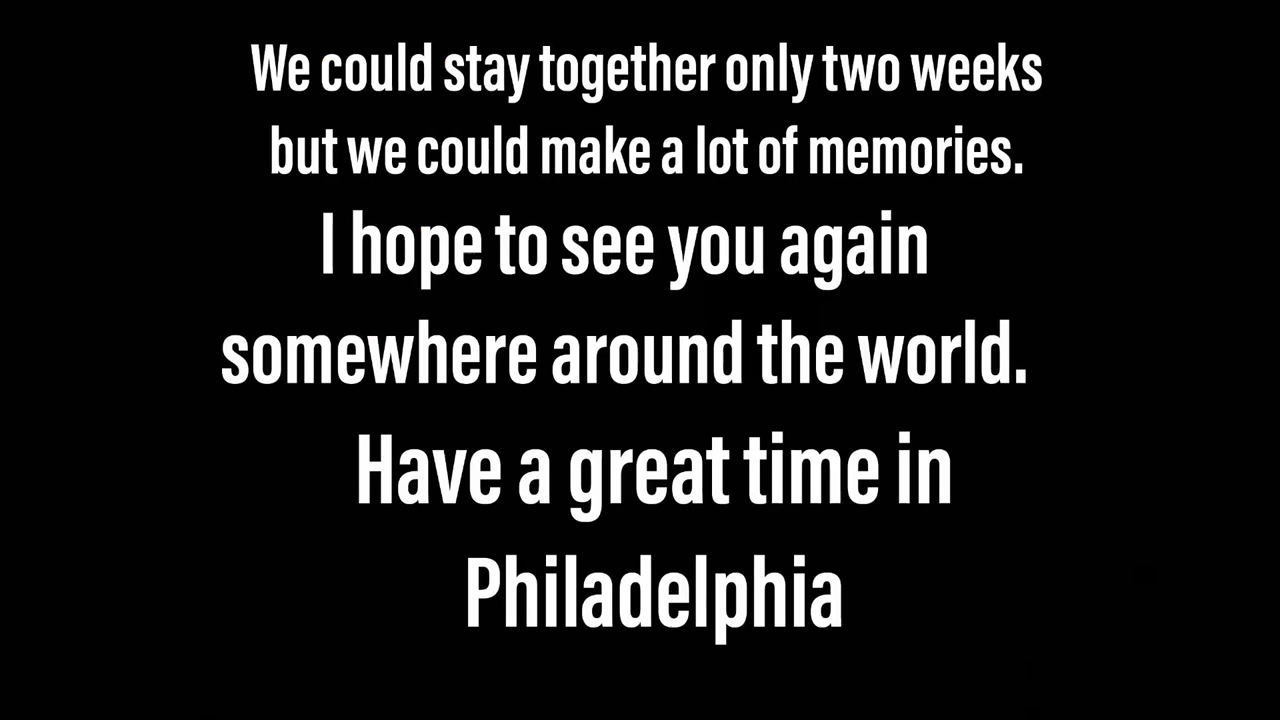 We could stay together only two weeks
but we could make a lot of memories.
I hope to see you again
somewhere around the world.
Have a great time in
Philadelphia